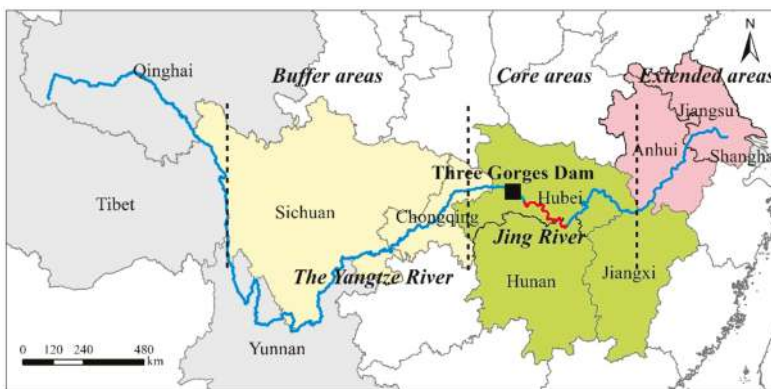 N
Qinghai
Buffer areas
Core areas
Extended areas
Jiangsu
Anhui
Shangha
Three Gorges Dam
Tibet
Sichuan
Hubei
Chongqing
Jing River
The Yangtze River
Hunan
Jiangxi
Yunnan
0 120 240 480
km